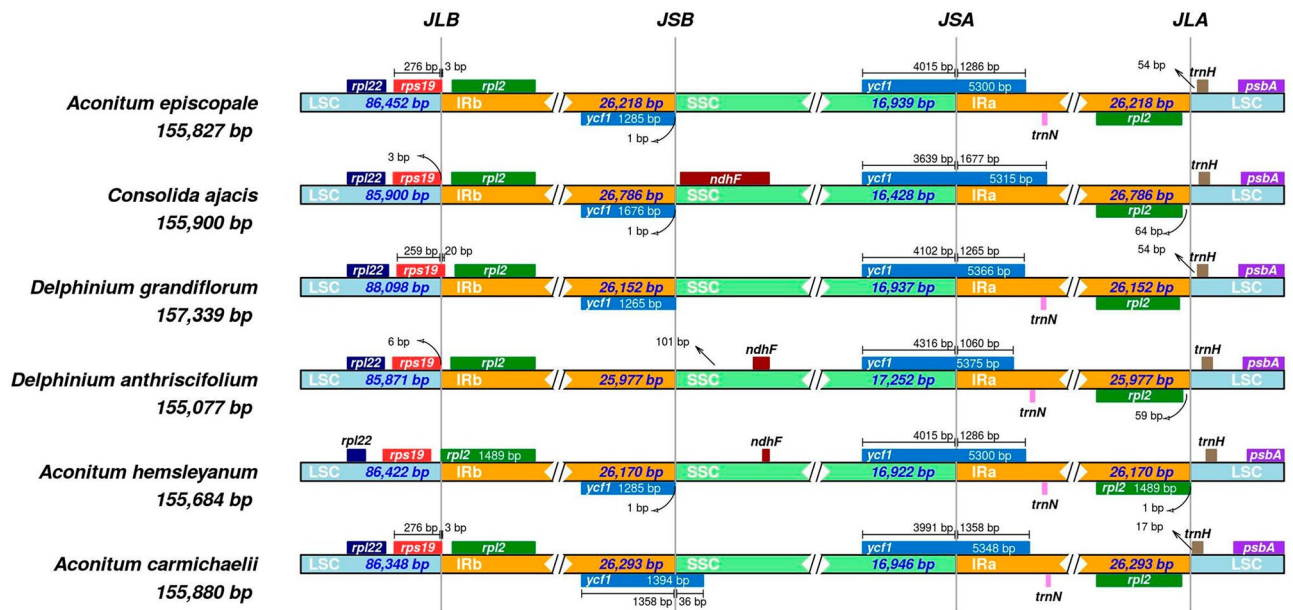 JLB JSB JSA JLA
276 bp 3 bp 4015 bp 1286 bp 54 bp trnH
rpl22 rps19 rpl2 ycf1 5300 bp psbA
Aconitum episcopale LSC 86,452 bp IRb 26,218 bp SSC 16,939 bp IRa 26,218 bp LSC
155,827 bp ycf1 1285 bp trnN rpl2
1 bp
3 bp 3639 bp 1677 bp trnH
rpl22 rps19 rpl2 ndhF ycf1 5315 bp psbA
Consolida ajacis LSC 85,900 bp IRb 26,786 bp SSC 16,428 bp IRa 26,786 bp LSC
155,900 bp ycf1 1676 bp rpl2
1 bp 64 bp
259 bp 20 bp 4102 bp 1265 bp 54 bp trnH
rpl22 rps19 rpl2 ycf1 5366 bp psbA
Delphinium grandiflorum LSC 88,098 bp IRb 26,152 bp SSC 16,937 bp IRa 26,152 bp LSC
157,339 bp ycf1 1265 bp trnN rpl2
6 bp 101 bp ndhF 4316 bp 1060 bp trnH
rpl22 rps19 rpl2 ycf1 5375 bp psbA
Delphinium anthriscifolium LSC 85,871 bp IRb 25,977 bp SSC 17,252 bp IRa 25,977 bp LSC
155,077 bp trnN rpl2
59 bp
rpl22 ndhF 4015 bp 1286 bp trnH
rps19 rpl2 1489 bp ycf1 5300 bp psbA
Aconitum hemsleyanum LSC 86,422 bp IRb 26,170 bp SSC 16,922 bp IRa 26,170 bp LSC
155,684 bp ycf1 1285 bp trnN rpl2 1489 bp
1 bp 1 bp
276 bp 3 bp 3991 bp 1358 bp 17 bp trnH
rpl22 rps19 rpl2 ycf1 5348 bp psbA
Aconitum carmichaelii LSC 86,348 bp IRb 26,293 bp SSC 16,946 bp IRa 26,293 bp LSC
155,880 bp ycf1 1394 bp trnN rpl2
1358 bp 36 bp